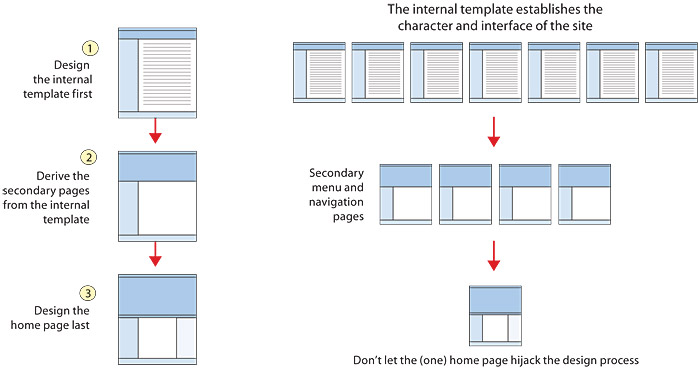 1
Design
the internal
template first
2
Derive the
secondary pages
from the internal
template
3
Design the
home page last
The internal template establishes the
character and interface of the site
Secondary
menu and
navigation
pages
Don’t let the (one) home page hijack the design process